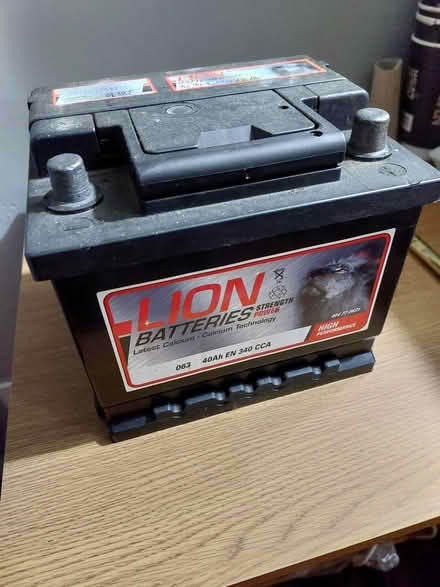 LION
BATTERIES
STRENGTH
POWER
Latest Calcium - Calcium Technology
HIGH
PERFORMANCE
063 40Ah EN 340 CCA